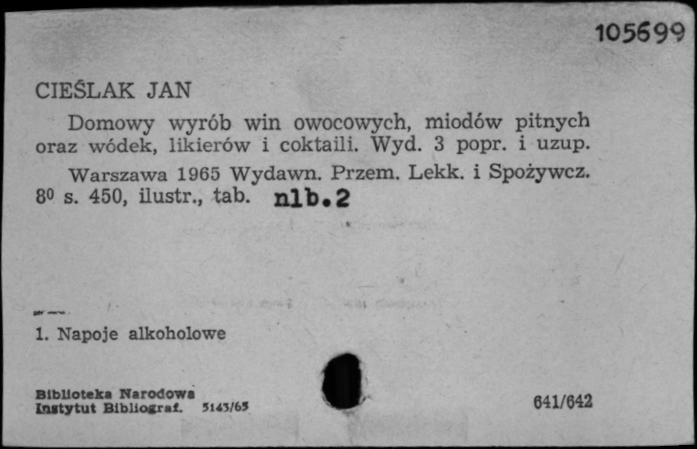 105699
CIEŚLAK JAN
Domowy wyrób win owocowych, miodów pitnych
oraz wódek, likierów i coktaili. Wyd. 3 popr. i uzup.
Warszawa 1965 Wydawn. Przem. Lekk. i Spożywcz.
8⁰ s. 450, ilustr., tab. nlb.2
1. Napoje alkoholowe
Biblioteka Narodowa
Instytut Bibliograf. 5143/65
641/642